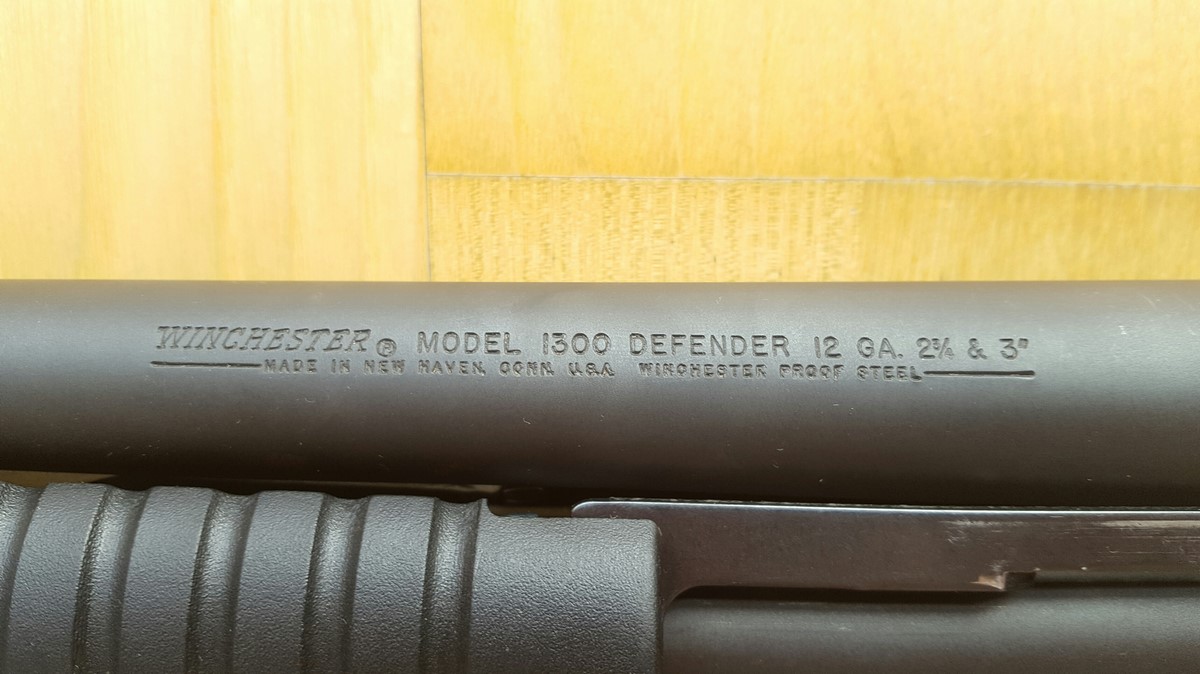 WINCHESTER ® MODEL 1300 DEFENDER 12 GA. 2¾ & 3"
MADE IN NEW HAVEN, CONN. U.S.A. WINCHESTER PROOF STEEL